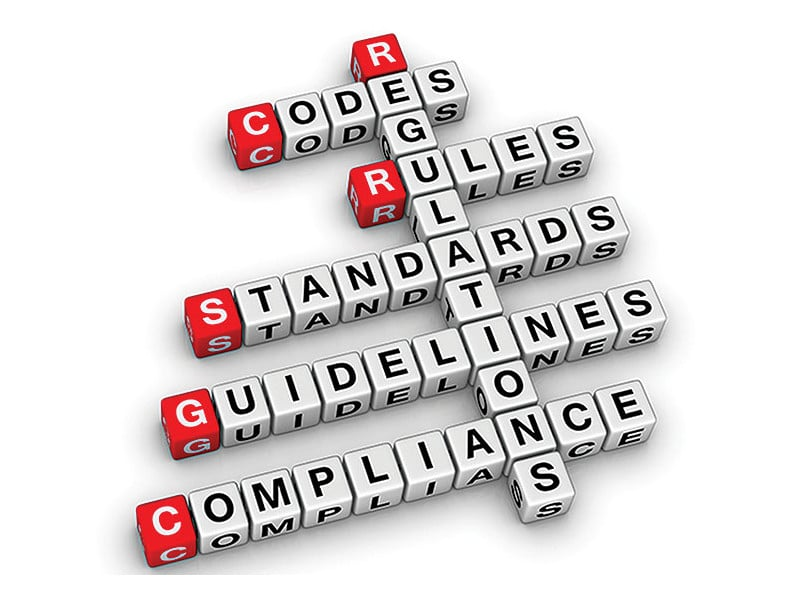 REGULATIONS
CODES
RULES
STANDARDS
GUIDELINES
COMPLIANCE